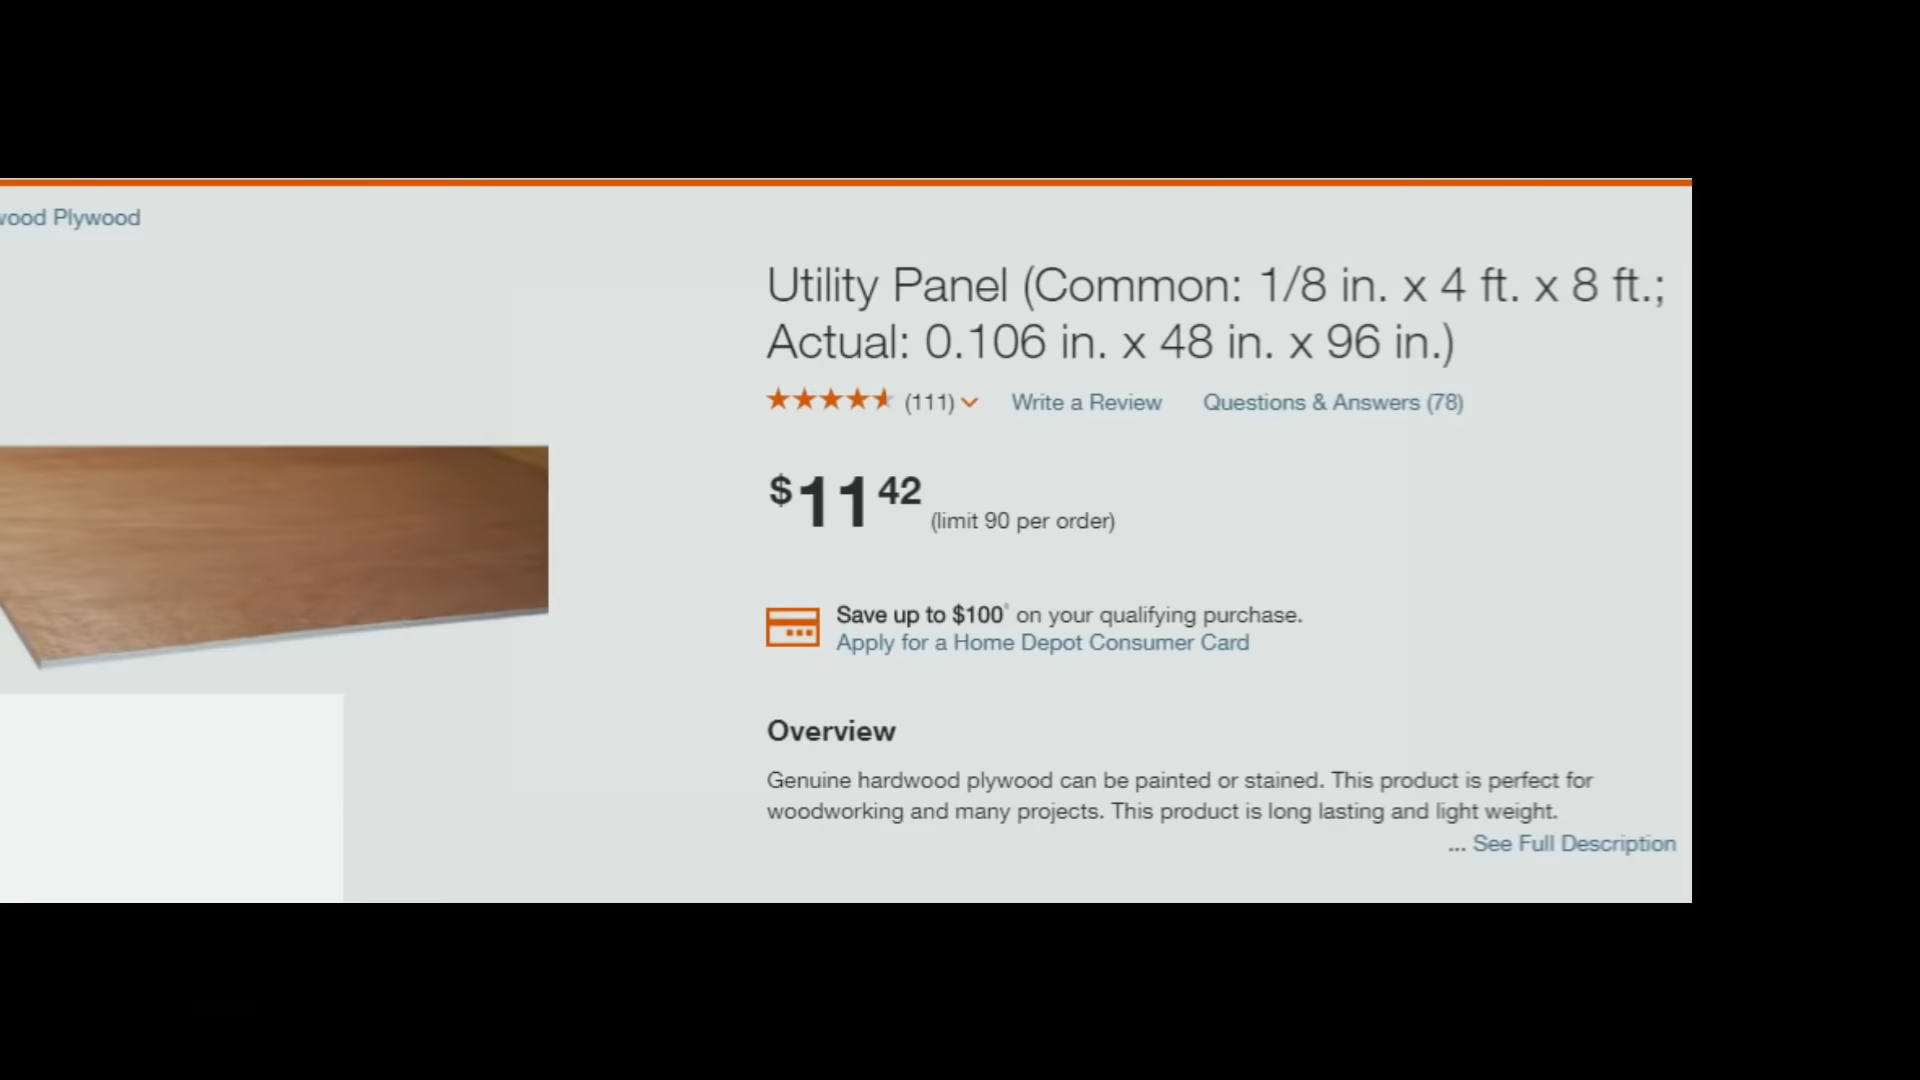 Plywood
Utility Panel (Common: 1/8 in. x 4 ft. x 8 ft.;
Actual: 0.106 in. x 48 in. x 96 in.)
(111) Write a Review Questions & Answers (78)
$11 42 (limit 90 per order)
Save up to $100* on your qualifying purchase.
Apply for a Home Depot Consumer Card
Overview
Genuine hardwood plywood can be painted or stained. This product is perfect for
woodworking and many projects. This product is long lasting and light weight.
... See Full Description